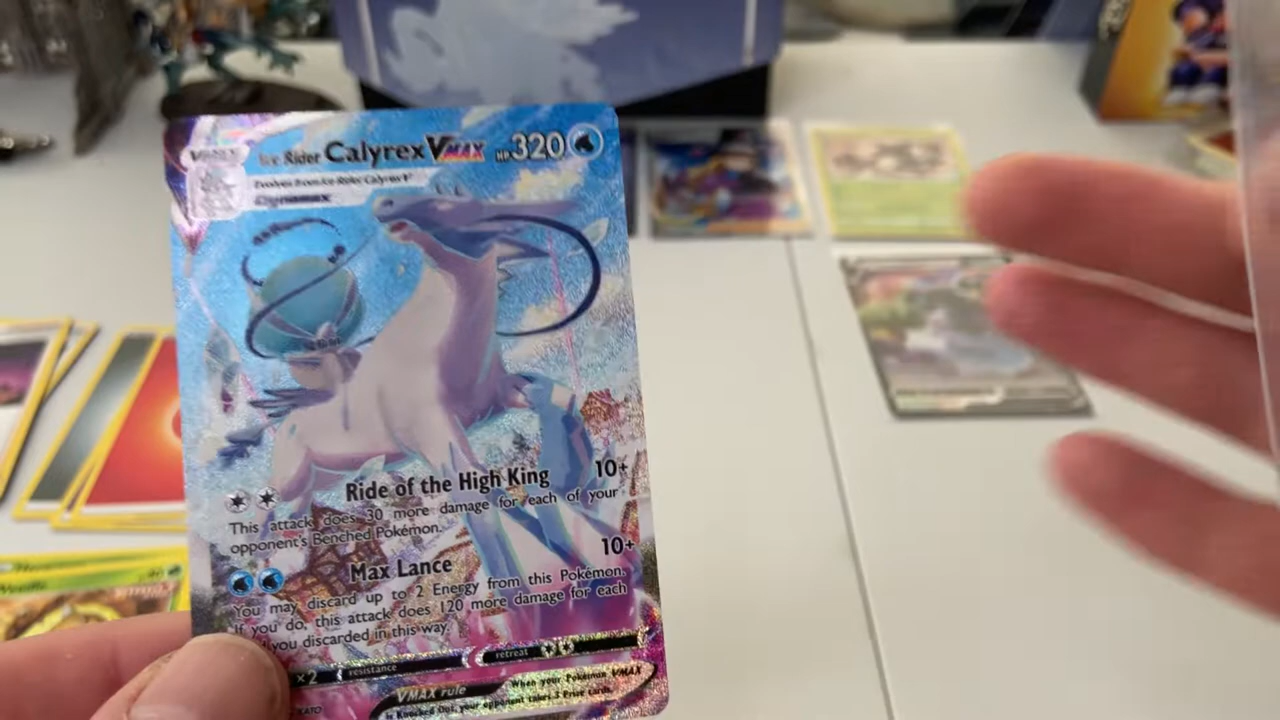 VMAX
Ice Rider Calyrex VMAX HP 320
Evolves from Ice Rider Calyrex V
Dynamax
Ride of the High King 10+
This attack does 30 more damage for each of your
opponent's Benched Pokémon.
Max Lance 10+
You may discard up to 2 Energy from this Pokémon.
If you do, this attack does 120 more damage for each
you discarded in this way.
×2 resistance retreat
VMAX rule When your Pokémon VMAX
is Knocked Out, your opponent takes 3 Prize cards.
KATO
Weedle